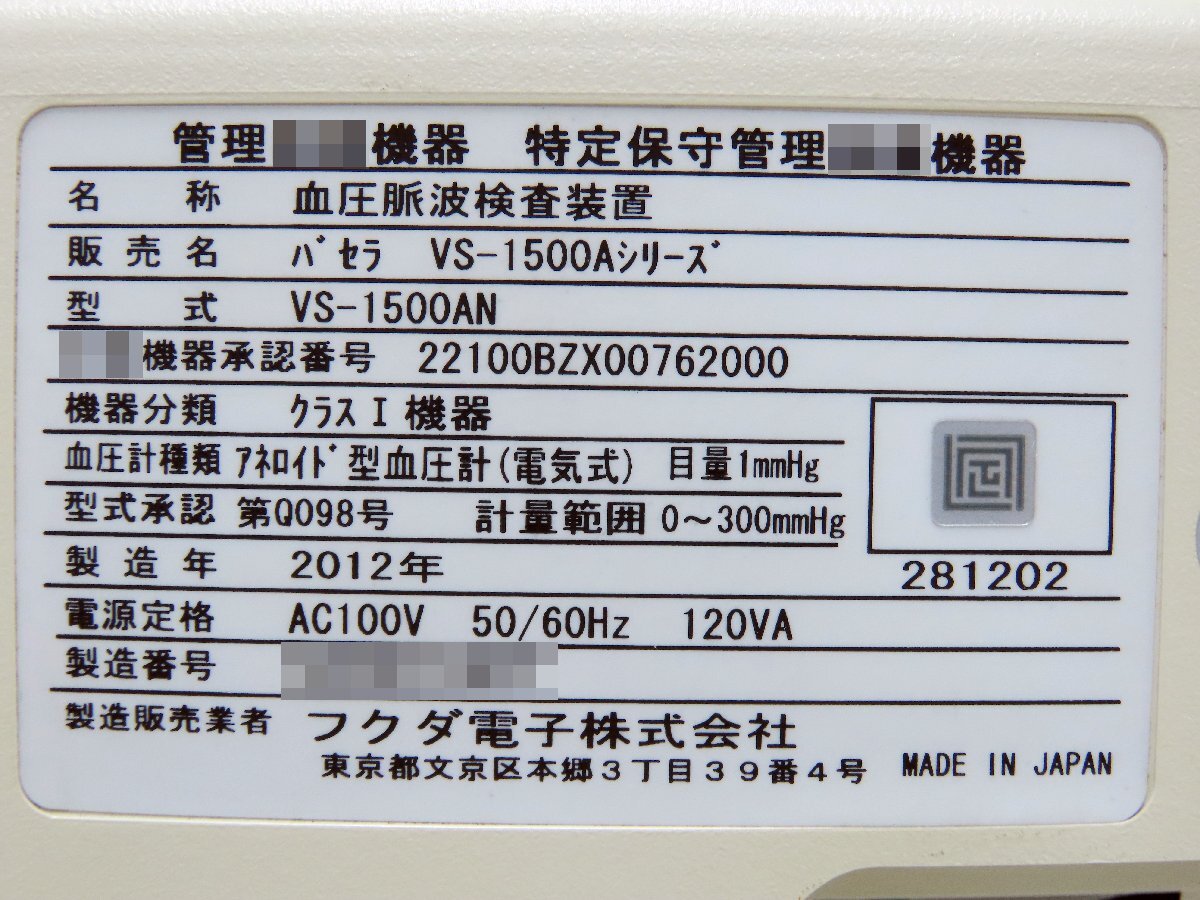 管理 機器 特定保守管理 機器
名称 血圧脈波検査装置
販売名 ﾊﾞｾﾗ VS-1500Aｼﾘｰｽﾞ
型式 VS-1500AN
機器承認番号 22100BZX00762000
機器分類 ｸﾗｽ I 機器
血圧計種類 ｱﾈﾛｲﾄﾞ型血圧計(電気式) 目量1mmHg
型式承認 第Q098号 計量範囲 0～300mmHg
281202
製造年 2012年
電源定格 AC100V 50/60Hz 120VA
製造番号
製造販売業者 フクダ電子株式会社
東京都文京区本郷3丁目39番4号 MADE IN JAPAN